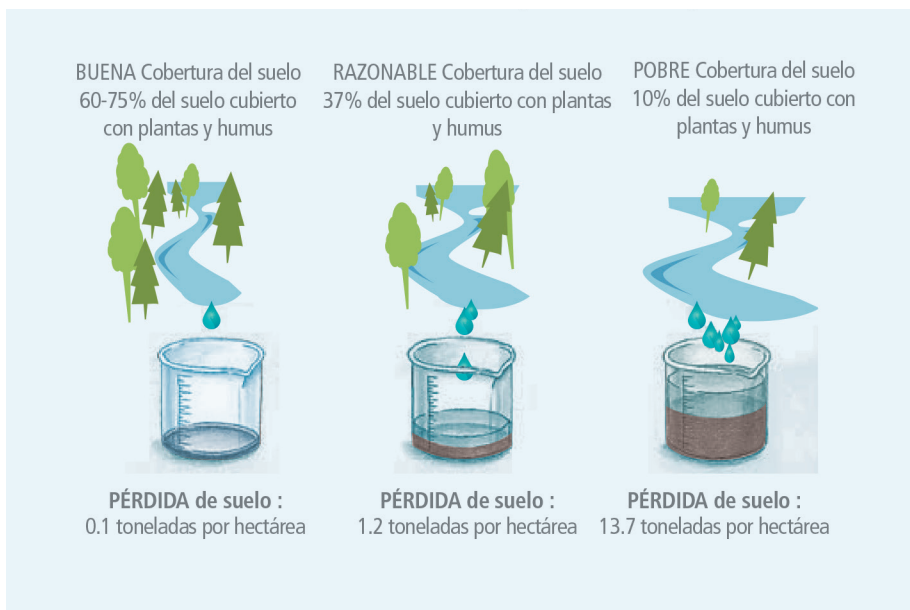 BUENA Cobertura del suelo
60-75% del suelo cubierto
con plantas y humus
RAZONABLE Cobertura del suelo
37% del suelo cubierto con plantas
y humus
POBRE Cobertura del suelo
10% del suelo cubierto con
plantas y humus
PÉRDIDA de suelo :
0.1 toneladas por hectárea
PÉRDIDA de suelo :
1.2 toneladas por hectárea
PÉRDIDA de suelo :
13.7 toneladas por hectárea